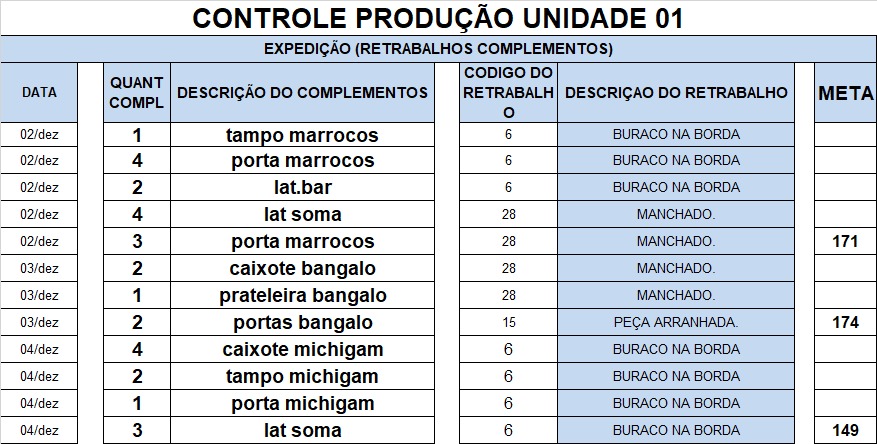 CONTROLE PRODUÇÃO UNIDADE 01
EXPEDIÇÃO (RETRABALHOS COMPLEMENTOS)
DATA QUANT COMPL DESCRIÇÃO DO COMPLEMENTOS CODIGO DO RETRABALHO DESCRIÇAO DO RETRABALHO META
02/dez 1 tampo marrocos 6 BURACO NA BORDA
02/dez 4 porta marrocos 6 BURACO NA BORDA
02/dez 2 lat.bar 6 BURACO NA BORDA
02/dez 4 lat soma 28 MANCHADO.
02/dez 3 porta marrocos 28 MANCHADO. 171
03/dez 2 caixote bangalo 28 MANCHADO.
03/dez 1 prateleira bangalo 28 MANCHADO.
03/dez 2 portas bangalo 15 PEÇA ARRANHADA. 174
04/dez 4 caixote michigam 6 BURACO NA BORDA
04/dez 2 tampo michigam 6 BURACO NA BORDA
04/dez 1 porta michigam 6 BURACO NA BORDA
04/dez 3 lat soma 6 BURACO NA BORDA 149